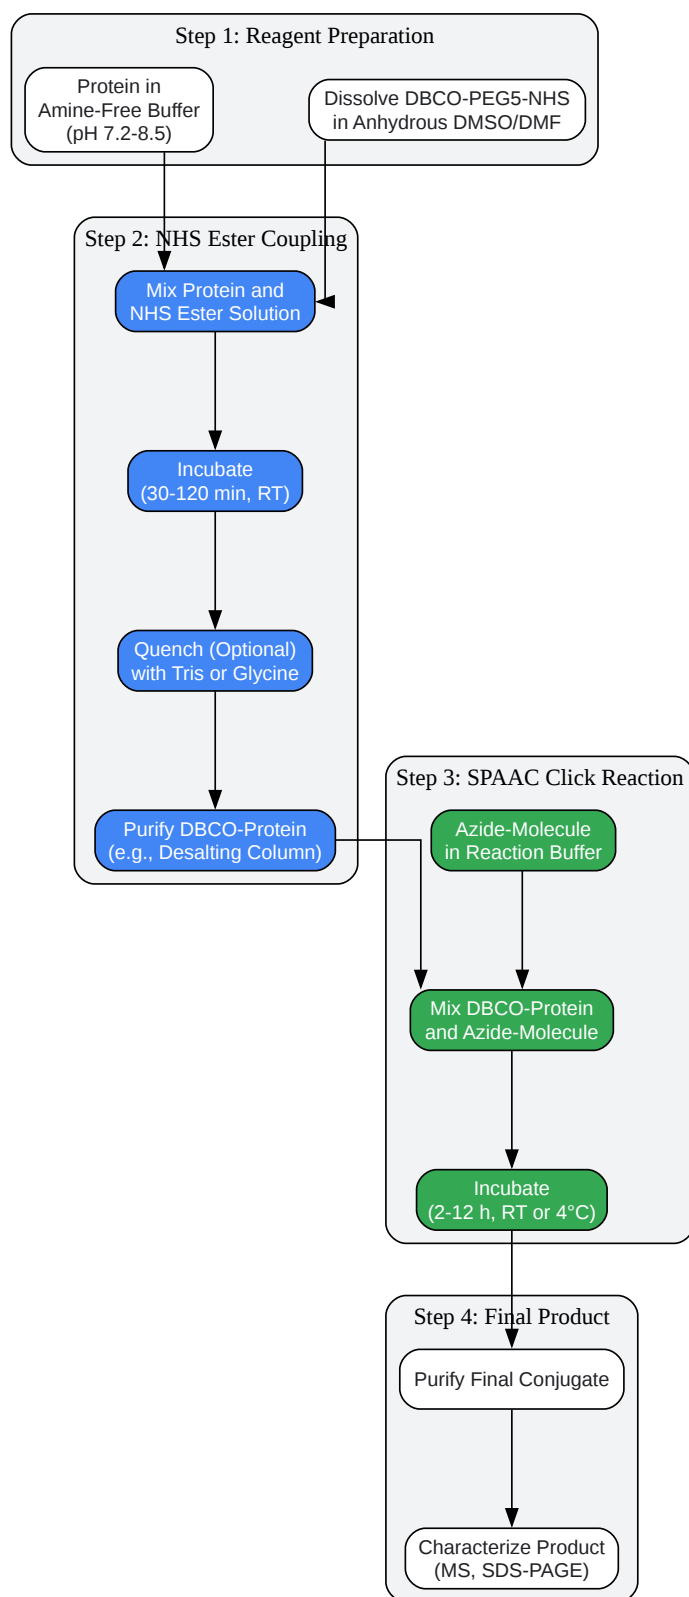 Step 1: Reagent Preparation
Protein in
Amine-Free Buffer
(pH 7.2-8.5)
Dissolve DBCO-PEG5-NHS
in Anhydrous DMSO/DMF
Step 2: NHS Ester Coupling
Mix Protein and
NHS Ester Solution
Incubate
(30-120 min, RT)
Quench (Optional)
with Tris or Glycine
Purify DBCO-Protein
(e.g., Desalting Column)
Step 3: SPAAC Click Reaction
Azide-Molecule
in Reaction Buffer
Mix DBCO-Protein
and Azide-Molecule
Incubate
(2-12 h, RT or 4°C)
Step 4: Final Product
Purify Final Conjugate
Characterize Product
(MS, SDS-PAGE)